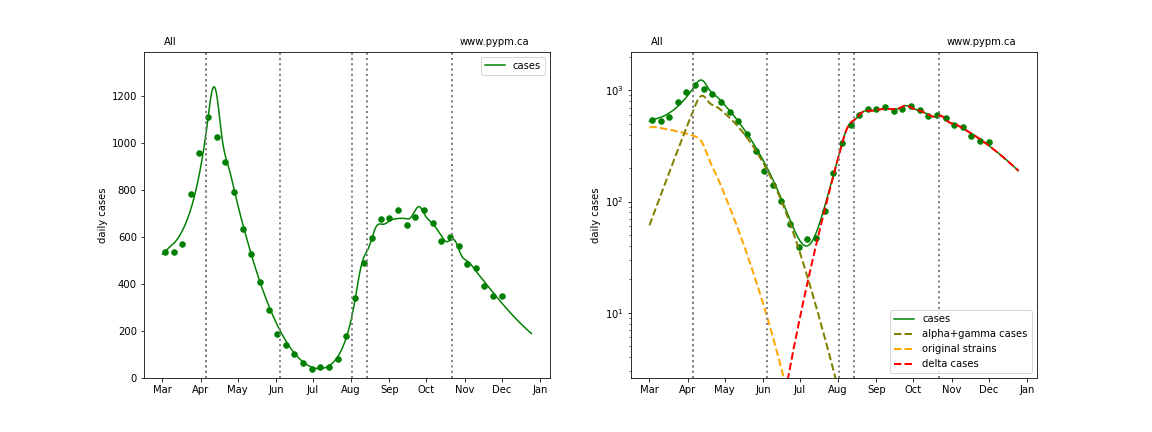 All www.pypm.ca
cases
1200
1000
800
600
400
200
0
daily cases
Mar Apr May Jun Jul Aug Sep Oct Nov Dec Jan
All www.pypm.ca
10³
10²
10¹
daily cases
cases
alpha+gamma cases
original strains
delta cases
Mar Apr May Jun Jul Aug Sep Oct Nov Dec Jan